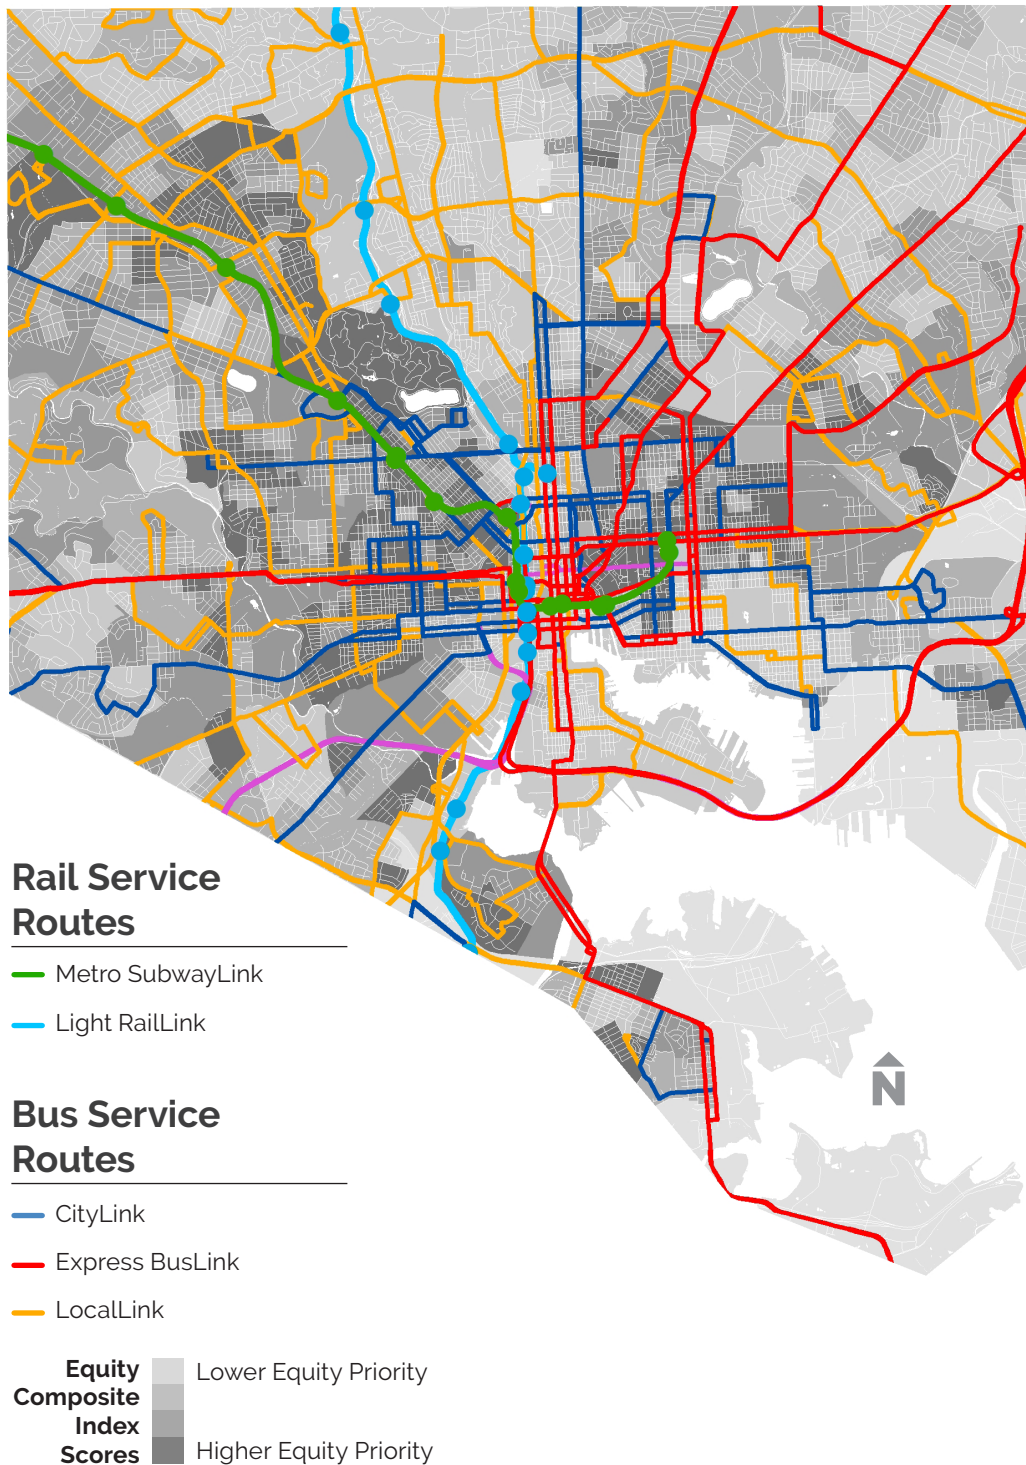 Rail Service
Routes
Metro SubwayLink
Light RailLink
N
Bus Service
Routes
CityLink
Express BusLink
LocalLink
Equity
Composite
Index
Scores
Lower Equity Priority
Higher Equity Priority